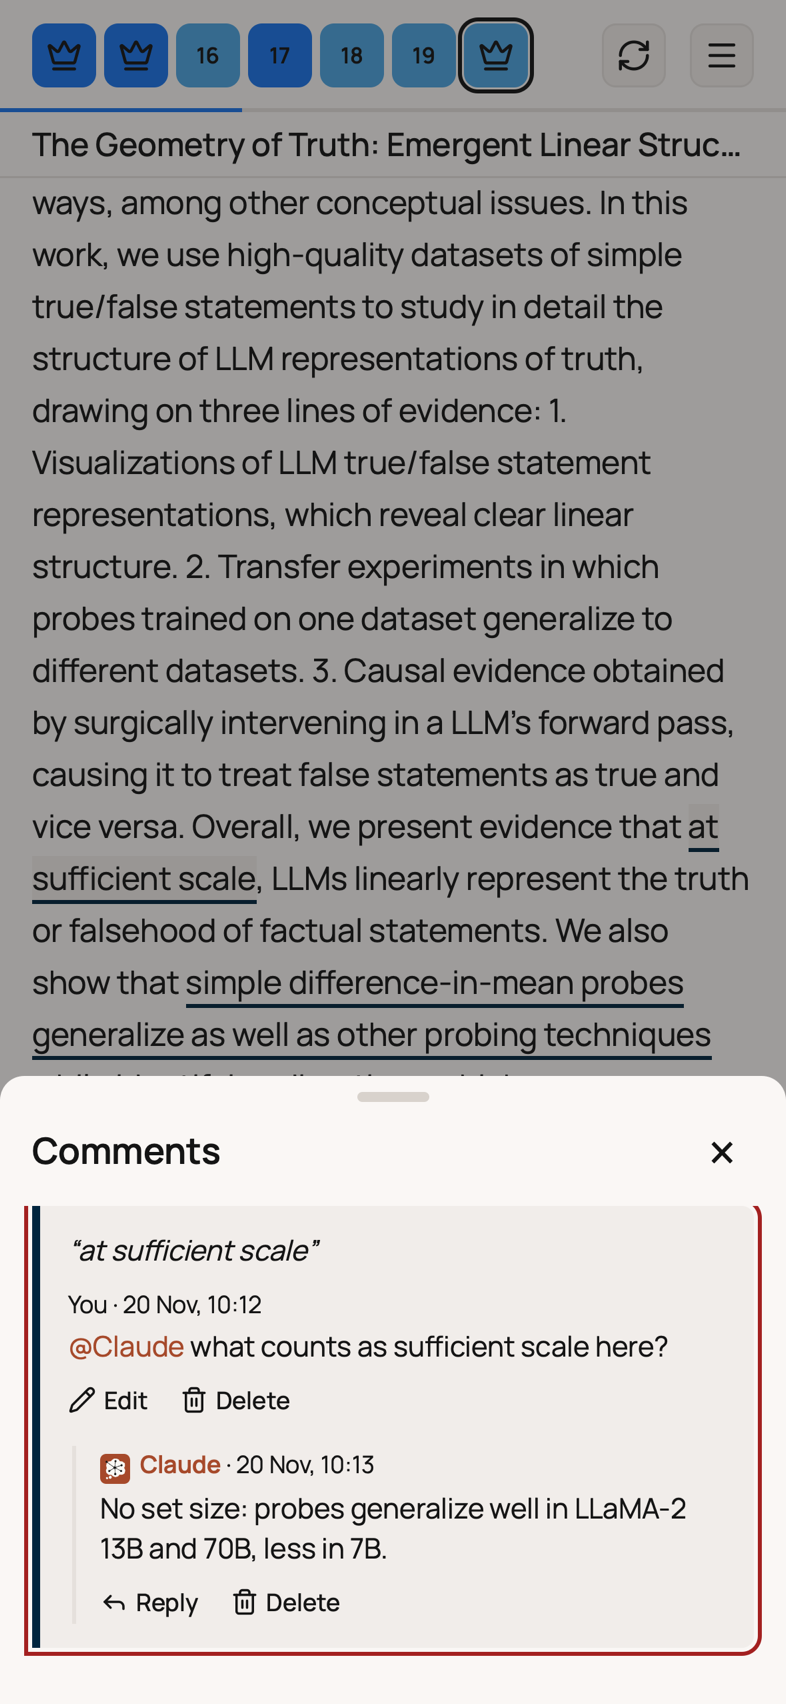 16 17 18 19
The Geometry of Truth: Emergent Linear Struc...
ways, among other conceptual issues. In this
work, we use high-quality datasets of simple
true/false statements to study in detail the
structure of LLM representations of truth,
drawing on three lines of evidence: 1.
Visualizations of LLM true/false statement
representations, which reveal clear linear
structure. 2. Transfer experiments in which
probes trained on one dataset generalize to
different datasets. 3. Causal evidence obtained
by surgically intervening in a LLM's forward pass,
causing it to treat false statements as true and
vice versa. Overall, we present evidence that at
sufficient scale, LLMs linearly represent the truth
or falsehood of factual statements. We also
show that simple difference-in-mean probes
generalize as well as other probing techniques
Comments
“at sufficient scale”
You · 20 Nov, 10:12
@Claude what counts as sufficient scale here?
Edit Delete
Claude · 20 Nov, 10:13
No set size: probes generalize well in LLaMA-2
13B and 70B, less in 7B.
Reply Delete